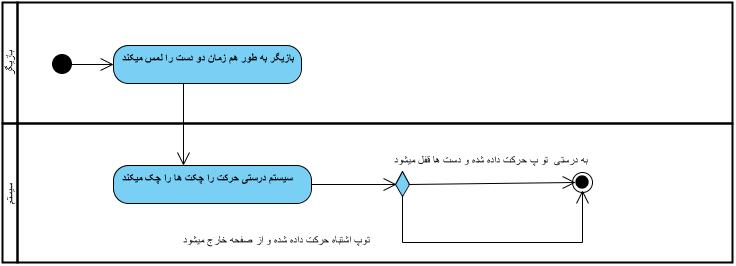 بازیگر
بازیگر به طور هم زمان دو دست را لمس میکند
سیستم
سیستم درستی حرکت را چکت ها را چک میکند
به درستی تو پ حرکت داده شده و دست ها قفل میشود
توپ اشتباه حرکت داده شده و از صفحه خارج میشود